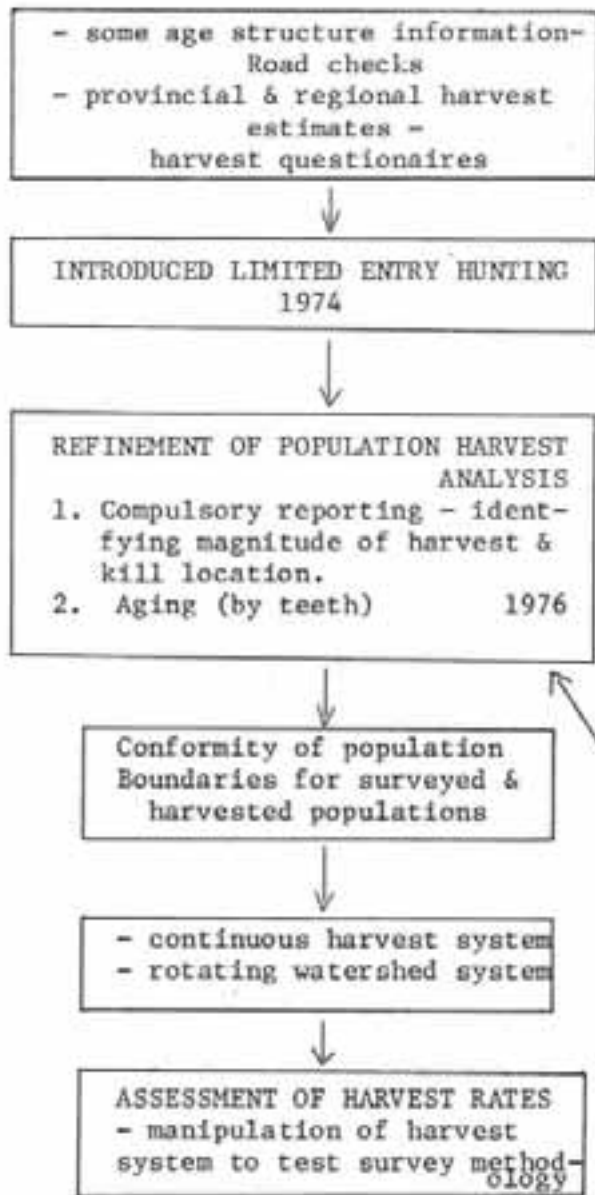 - some age structure information-
Road checks
- provincial & regional harvest
estimates -
harvest questionaires
INTRODUCED LIMITED ENTRY HUNTING
1974
REFINEMENT OF POPULATION HARVEST
ANALYSIS
1. Compulsory reporting - ident-
fying magnitude of harvest &
kill location.
2. Aging (by teeth) 1976
Conformity of population
Boundaries for surveyed &
harvested populations
- continuous harvest system
- rotating watershed system
ASSESSMENT OF HARVEST RATES
- manipulation of harvest
system to test survey method-
ology